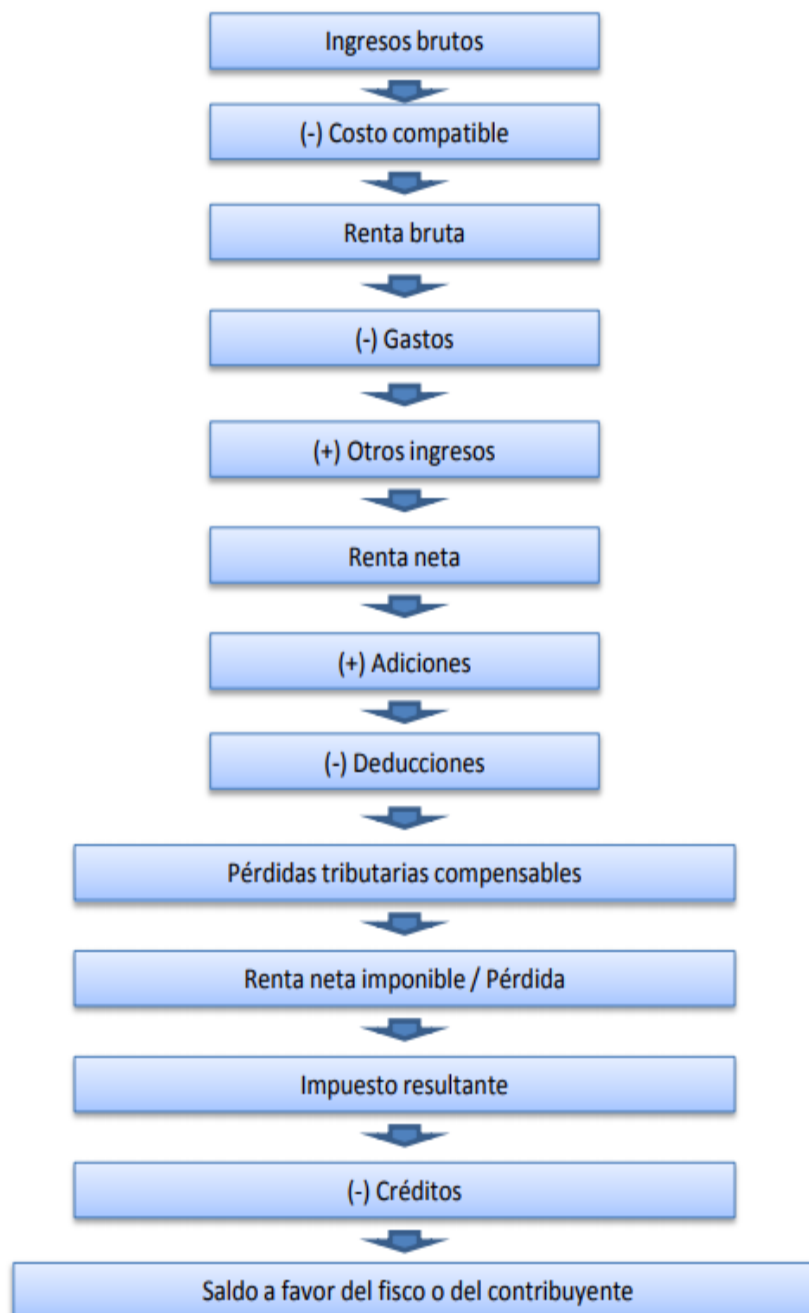 Ingresos brutos
(-) Costo compatible
Renta bruta
(-) Gastos
(+) Otros ingresos
Renta neta
(+) Adiciones
(-) Deducciones
Pérdidas tributarias compensables
Renta neta imponible / Pérdida
Impuesto resultante
(-) Créditos
Saldo a favor del fisco o del contribuyente